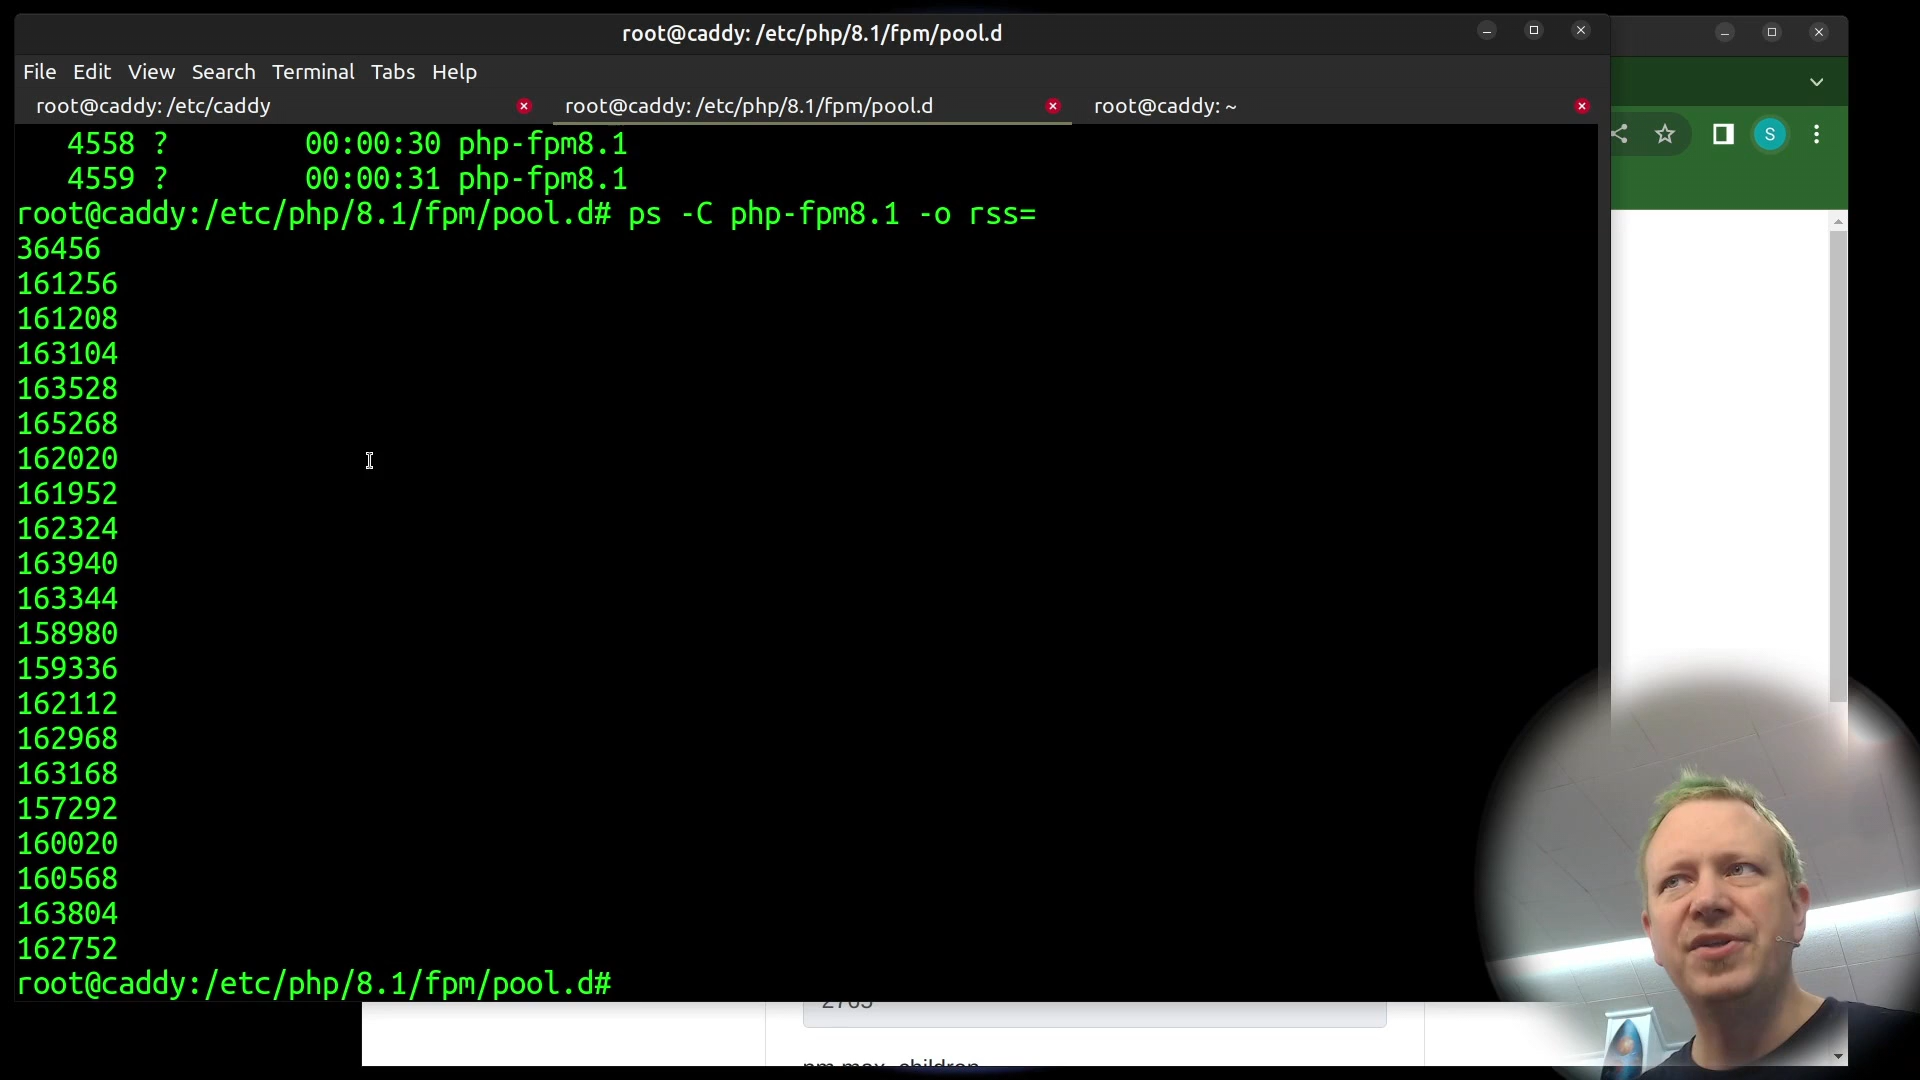 root@caddy: /etc/php/8.1/fpm/pool.d
File Edit View Search Terminal Tabs Help
root@caddy: /etc/caddy
root@caddy: /etc/php/8.1/fpm/pool.d
root@caddy: ~
S
4558 ? 00:00:30 php-fpm8.1
4559 ? 00:00:31 php-fpm8.1
root@caddy:/etc/php/8.1/fpm/pool.d# ps -C php-fpm8.1 -o rss=
36456
161256
161208
163104
163528
165268
162020
161952
162324
163940
163344
158980
159336
162112
162968
163168
157292
160020
160568
163804
162752
root@caddy:/etc/php/8.1/fpm/pool.d#